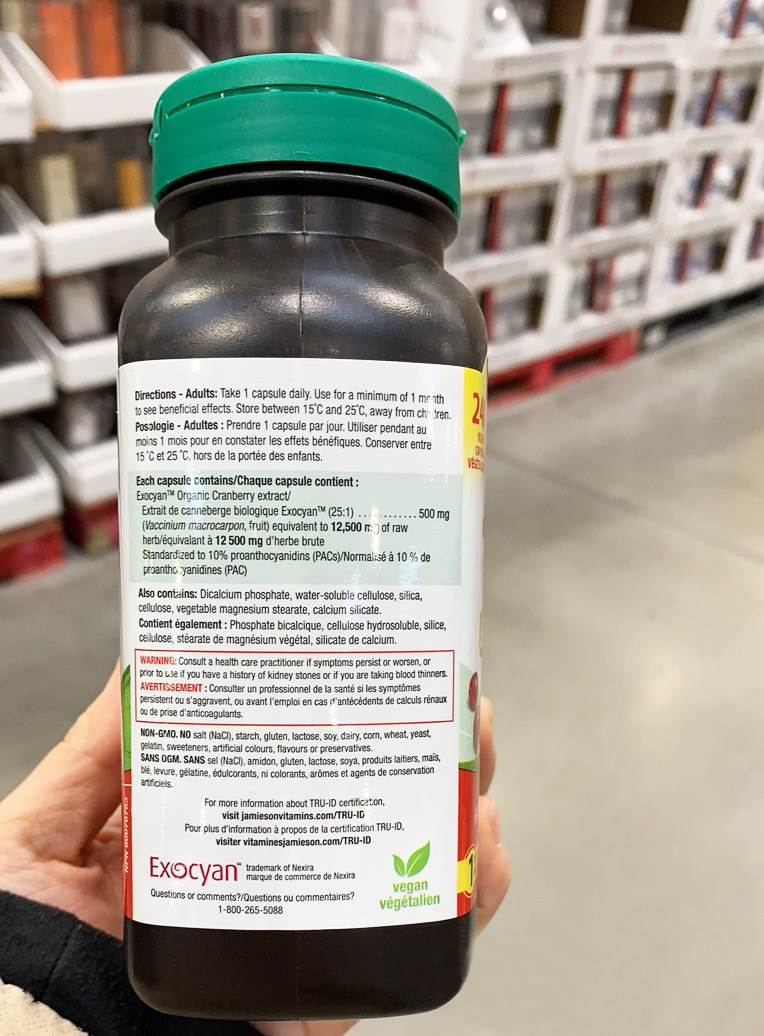 Directions - Adults: Take 1 capsule daily. Use for a minimum of 1 month
to see beneficial effects. Store between 15˚C and 25˚C, away from children.
Posologie - Adultes : Prendre 1 capsule par jour. Utiliser pendant au
moins 1 mois pour en constater les effets bénéfiques. Conserver entre
15 ˚C et 25 ˚C, hors de la portée des enfants.
Each capsule contains/Chaque capsule contient :
Exocyan™ Organic Cranberry extract/
Extrait de canneberge biologique Exocyan™ (25:1) ............ 500 mg
(Vaccinium macrocarpon, fruit) equivalent to 12,500 mg of raw
herb/équivalent à 12 500 mg d'herbe brute
Standardized to 10% proanthocyanidins (PACs)/Normalisé à 10 % de
proanthocyanidines (PAC)
Also contains: Dicalcium phosphate, water-soluble cellulose, silica,
cellulose, vegetable magnesium stearate, calcium silicate.
Contient également : Phosphate bicalcique, cellulose hydrosoluble, silice,
cellulose, stéarate de magnésium végétal, silicate de calcium.
WARNING: Consult a health care practitioner if symptoms persist or worsen, or
prior to use if you have a history of kidney stones or if you are taking blood thinners.
AVERTISSEMENT : Consulter un professionnel de la santé si les symptômes
persistent ou s'aggravent, ou avant l'emploi en cas d'antécédents de calculs rénaux
ou de prise d'anticoagulants.
NON-GMO. NO salt (NaCl), starch, gluten, lactose, soy, dairy, corn, wheat, yeast,
gelatin, sweeteners, artificial colours, flavours or preservatives.
SANS OGM. SANS sel (NaCl), amidon, gluten, lactose, soya, produits laitiers, maïs,
blé, levure, gélatine, édulcorants, ni colorants, arômes et agents de conservation
artificiels.
For more information about TRU-ID certification,
visit jamiesonvitamins.com/TRU-ID
Pour plus d'information à propos de la certification TRU-ID,
visiter vitaminesjamieson.com/TRU-ID
Exocyan™ trademark of Nexira
marque de commerce de Nexira
Questions or comments?/Questions ou commentaires?
1-800-265-5088
vegan
végétalien